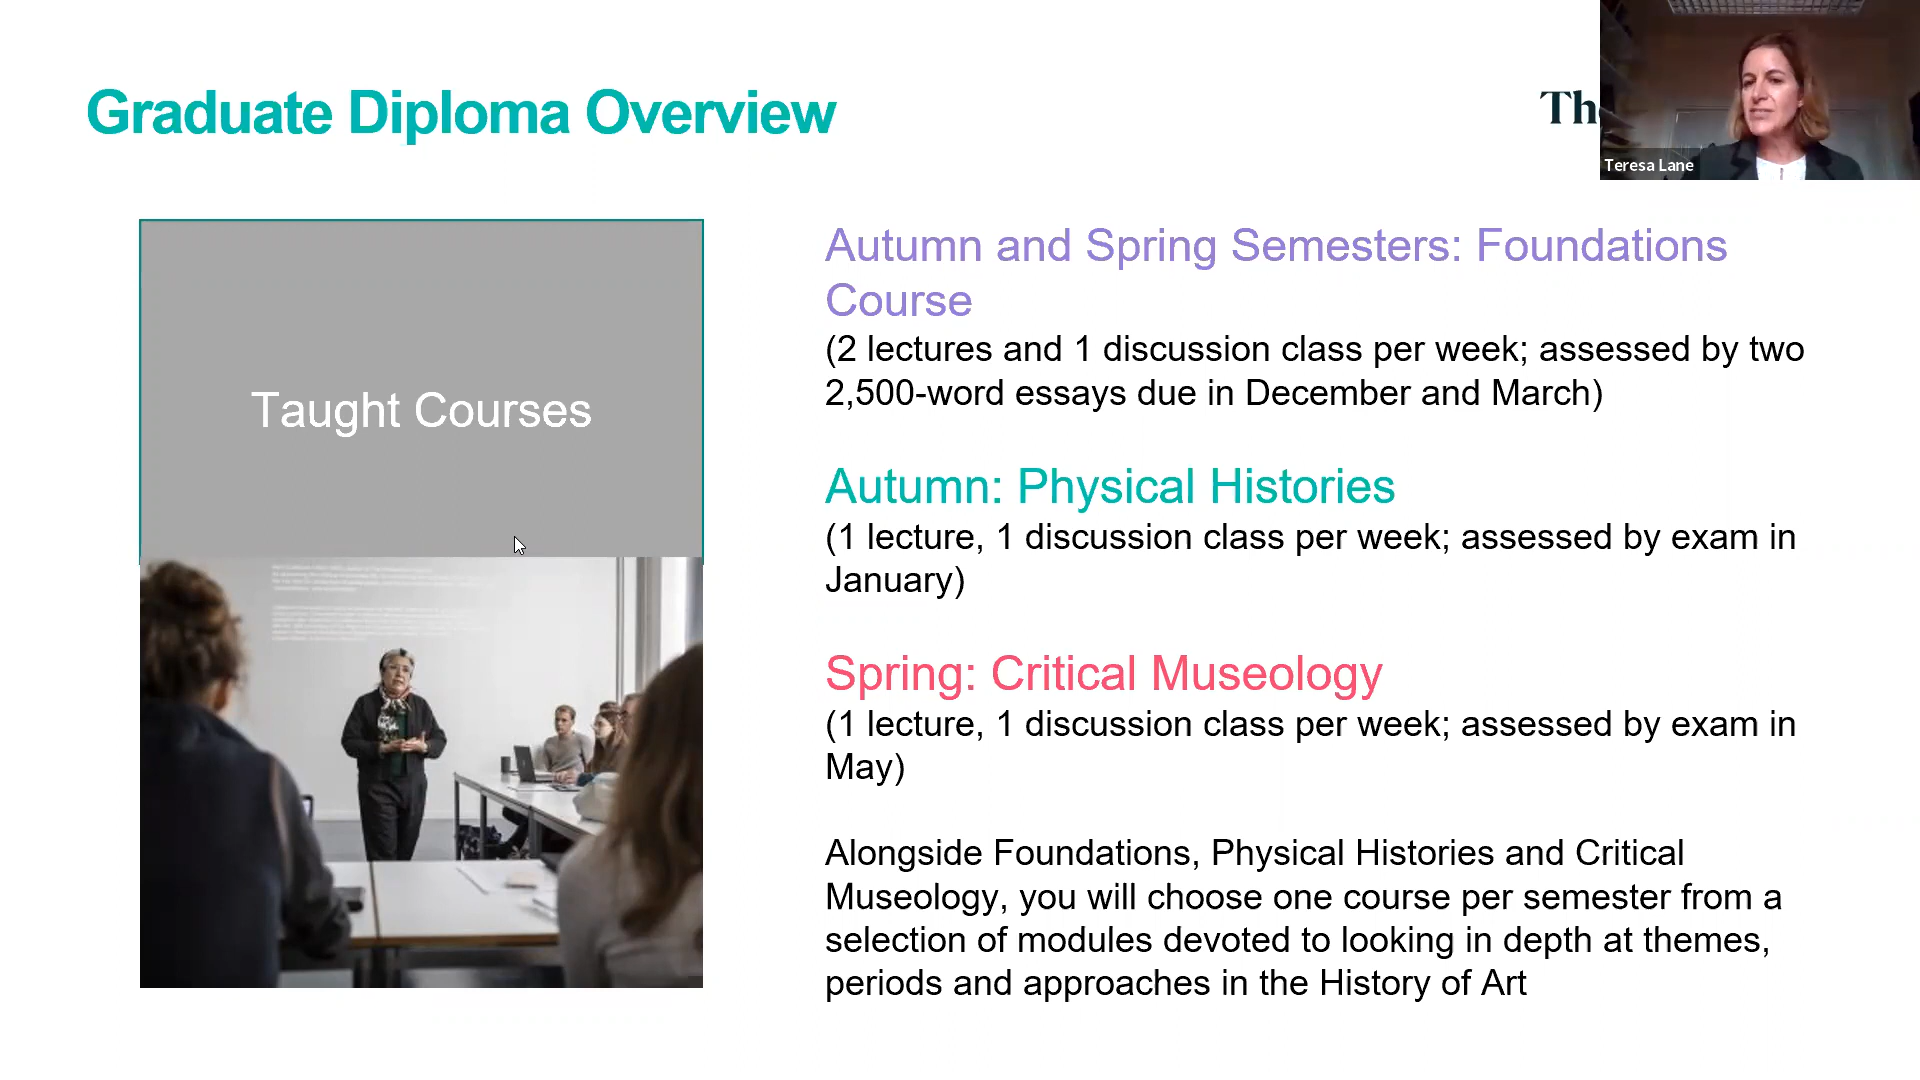 Graduate Diploma Overview
Th
Teresa Lane
Taught Courses
Autumn and Spring Semesters: Foundations
Course
(2 lectures and 1 discussion class per week; assessed by two
2,500-word essays due in December and March)
Autumn: Physical Histories
(1 lecture, 1 discussion class per week; assessed by exam in
January)
Spring: Critical Museology
(1 lecture, 1 discussion class per week; assessed by exam in
May)
Alongside Foundations, Physical Histories and Critical
Museology, you will choose one course per semester from a
selection of modules devoted to looking in depth at themes,
periods and approaches in the History of Art